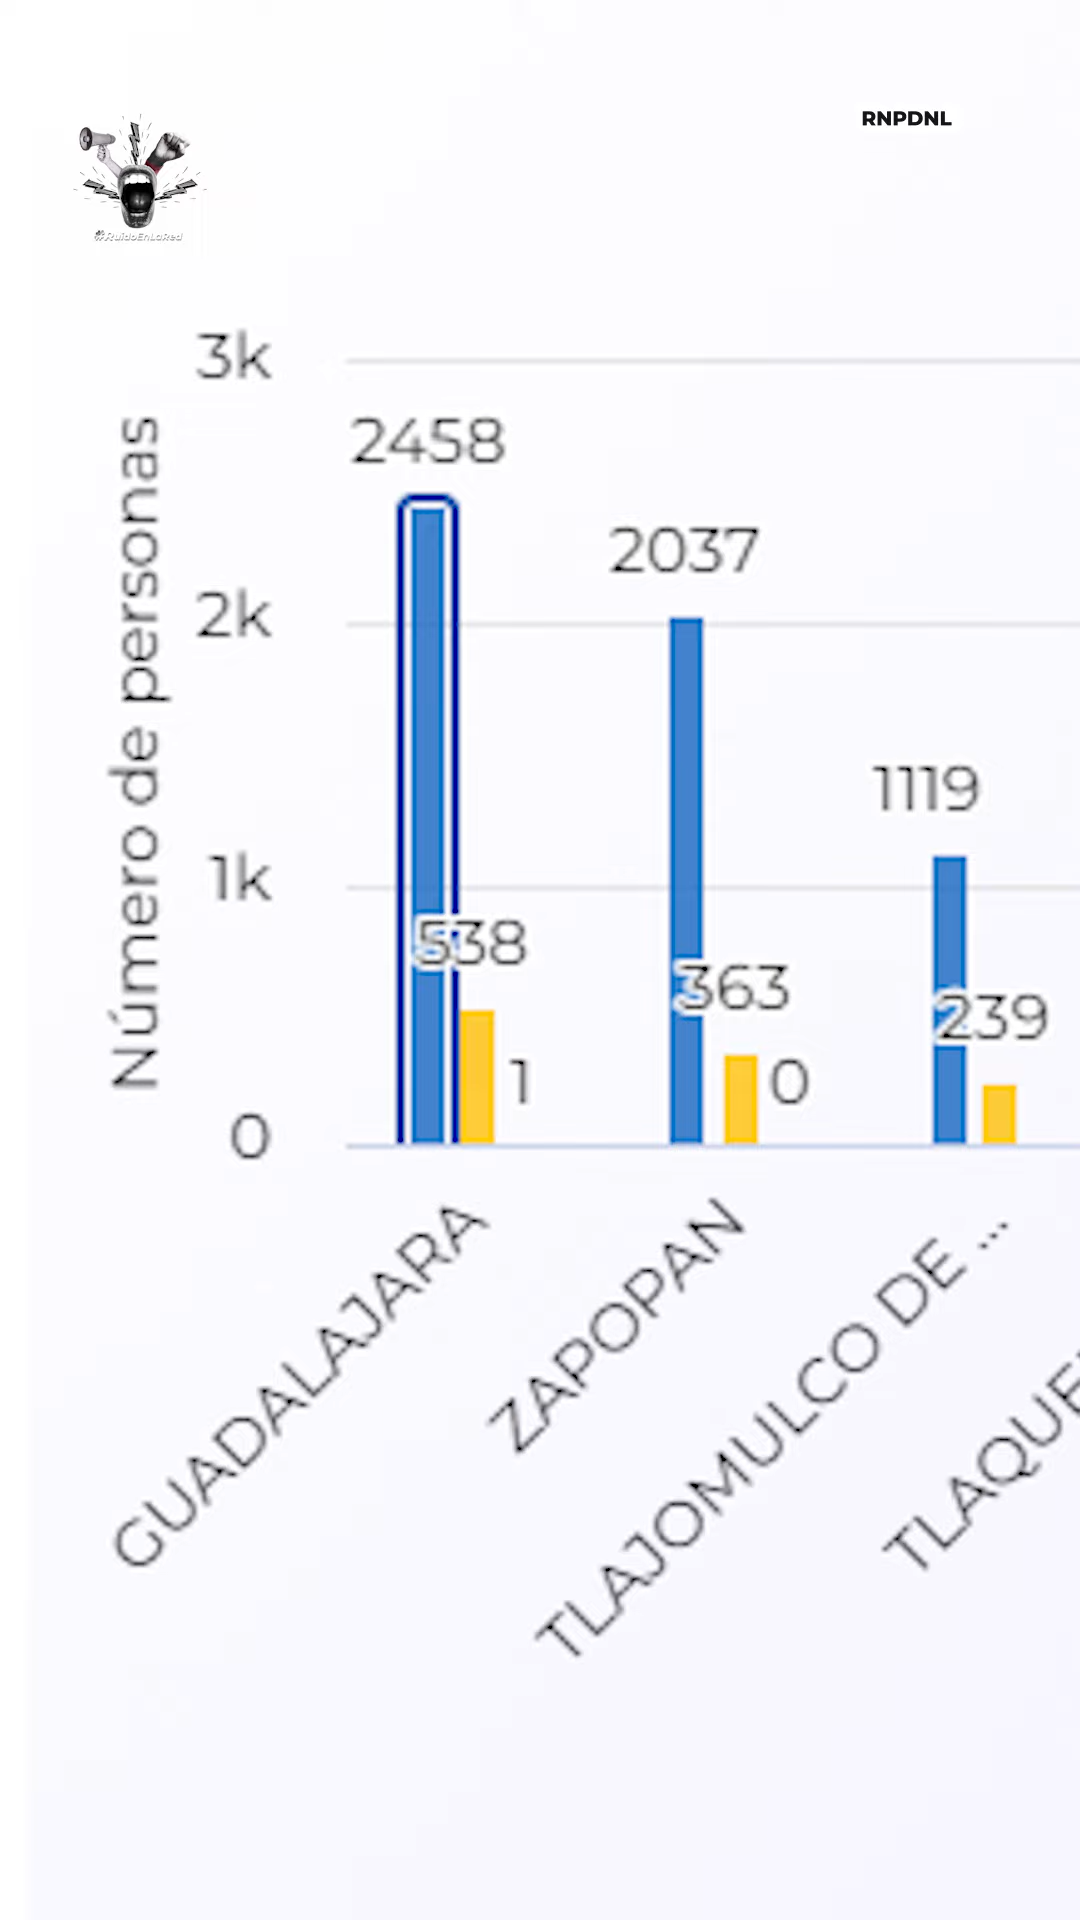 RNPDNL
#RuidoEnLaRed
3k
2458
Número de personas
2037
2k
1119
1k
538
363
239
1
0
0
GUADALAJARA
ZAPOPAN
TLAJOMULCO DE ...